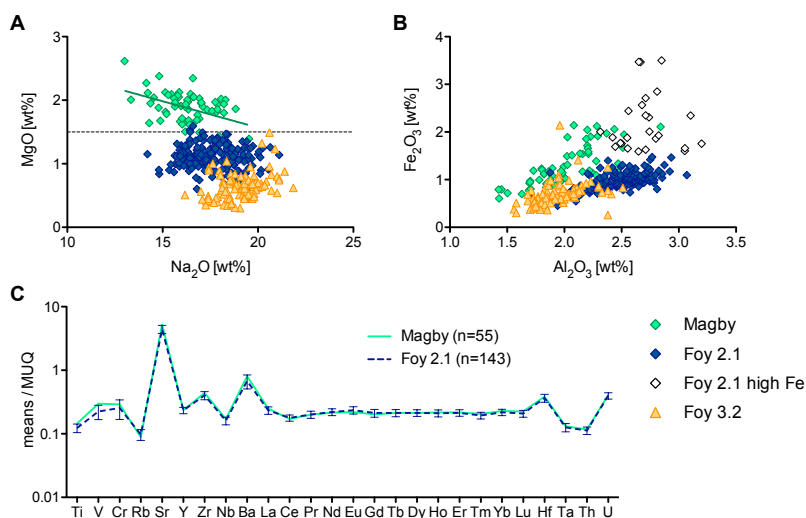 A
MgO [wt%]
3
2
1
0
10 15 20 25
Na₂O [wt%]
B
Fe₂O₃ [wt%]
4
3
2
1
0
1.0 1.5 2.0 2.5 3.0 3.5
Al₂O₃ [wt%]
C
means / MUQ
10
1
0.1
0.01
Magby (n=55)
Foy 2.1 (n=143)
Ti V Cr Rb Sr Y Zr Nb Ba La Ce Pr Nd Eu Gd Tb Dy Ho Er Tm Yb Lu Hf Ta Th U
Magby
Foy 2.1
Foy 2.1 high Fe
Foy 3.2